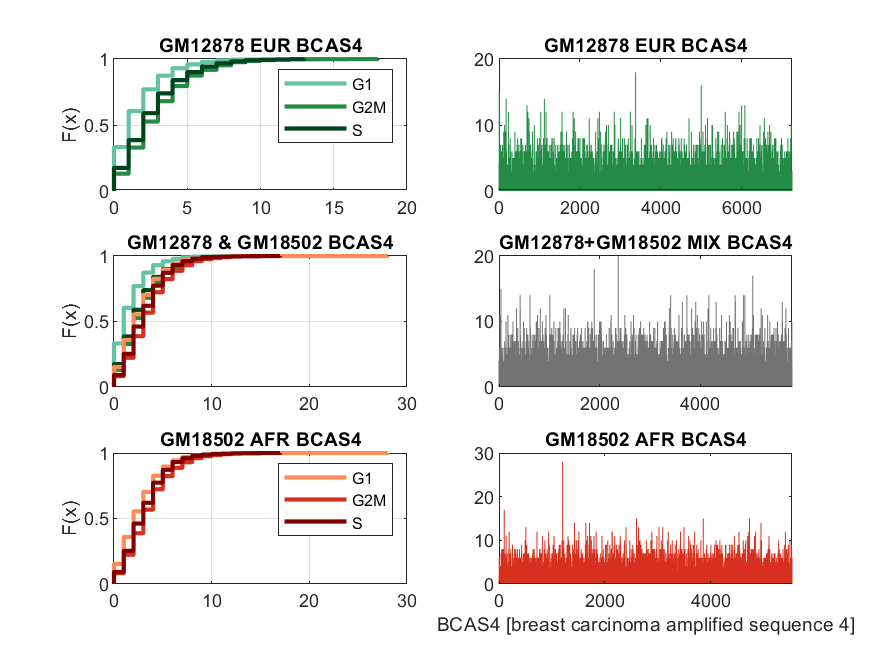 GM12878 EUR BCAS4
1
0.5
0
F(x)
0 5 10 15 20
G1
G2M
S
GM12878 EUR BCAS4
20
10
0
0 2000 4000 6000
GM12878 & GM18502 BCAS4
1
0.5
0
F(x)
0 10 20 30
GM12878+GM18502 MIX BCAS4
20
10
0
0 2000 4000
GM18502 AFR BCAS4
1
0.5
0
F(x)
0 10 20 30
G1
G2M
S
GM18502 AFR BCAS4
30
20
10
0
0 2000 4000
BCAS4 [breast carcinoma amplified sequence 4]